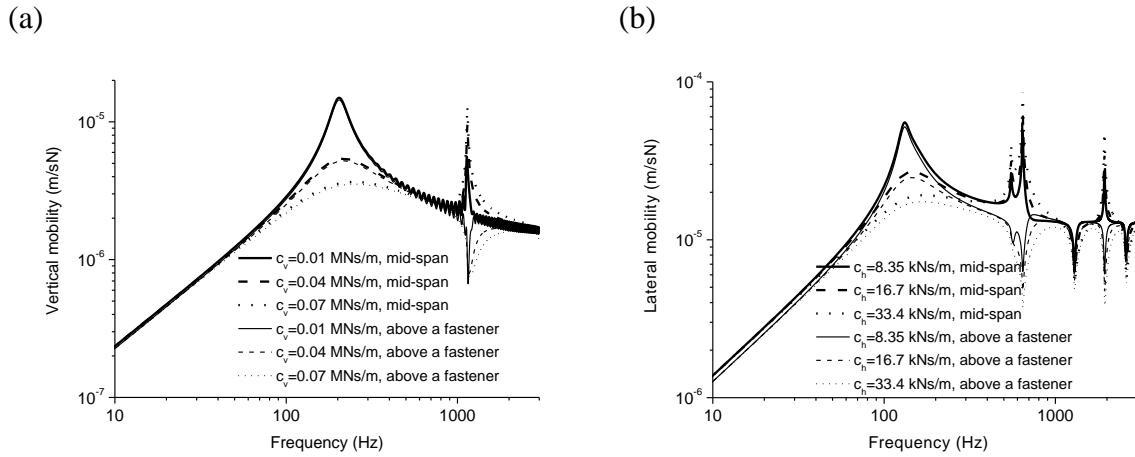 (a)
Vertical mobility (m/sN)
10^-5
10^-6
10^-7
c_v=0.01 MNs/m, mid-span
c_v=0.04 MNs/m, mid-span
c_v=0.07 MNs/m, mid-span
c_v=0.01 MNs/m, above a fastener
c_v=0.04 MNs/m, above a fastener
c_v=0.07 MNs/m, above a fastener
10 100 1000
Frequency (Hz)
(b)
Lateral mobility (m/sN)
10^-4
10^-5
10^-6
c_h=8.35 kNs/m, mid-span
c_h=16.7 kNs/m, mid-span
c_h=33.4 kNs/m, mid-span
c_h=8.35 kNs/m, above a fastener
c_h=16.7 kNs/m, above a fastener
c_h=33.4 kNs/m, above a fastener
10 100 1000
Frequency (Hz)